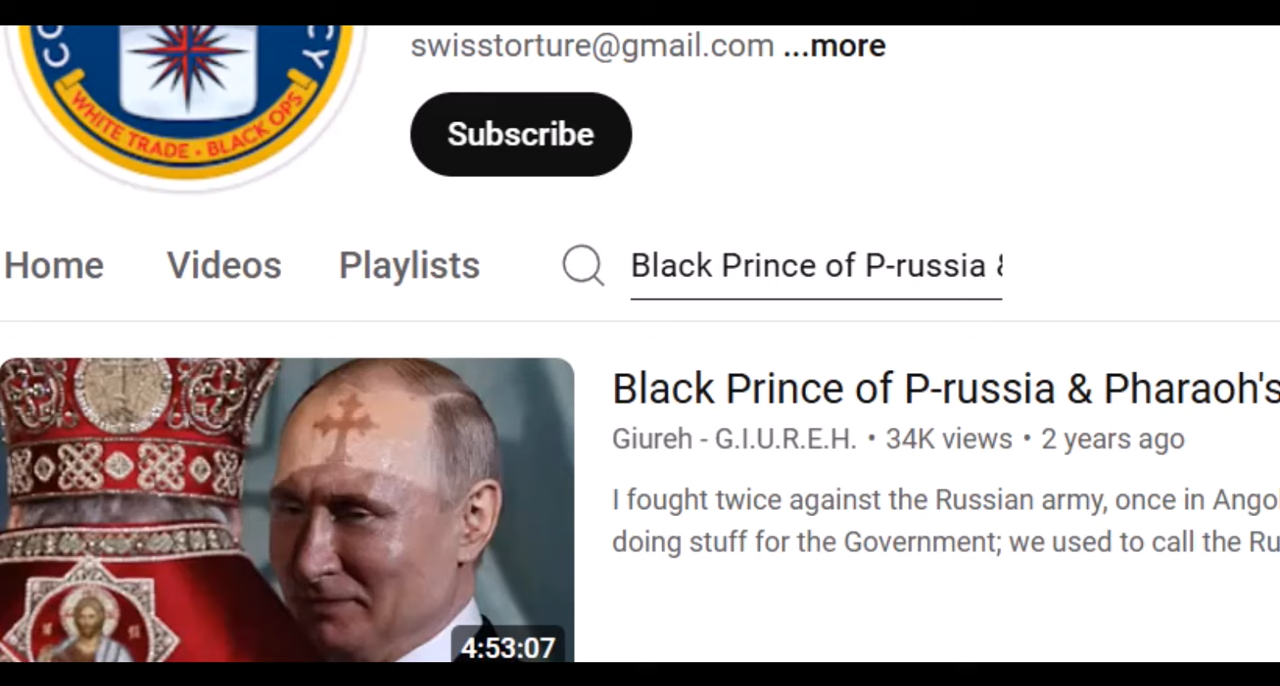 swisstorture@gmail.com ...more
WHITE TRADE • BLACK OPS
Subscribe
Home Videos Playlists Black Prince of P-russia &
Black Prince of P-russia & Pharaoh's
Giureh - G.I.U.R.E.H. • 34K views • 2 years ago
I fought twice against the Russian army, once in Ango
doing stuff for the Government; we used to call the Ru
4:53:07